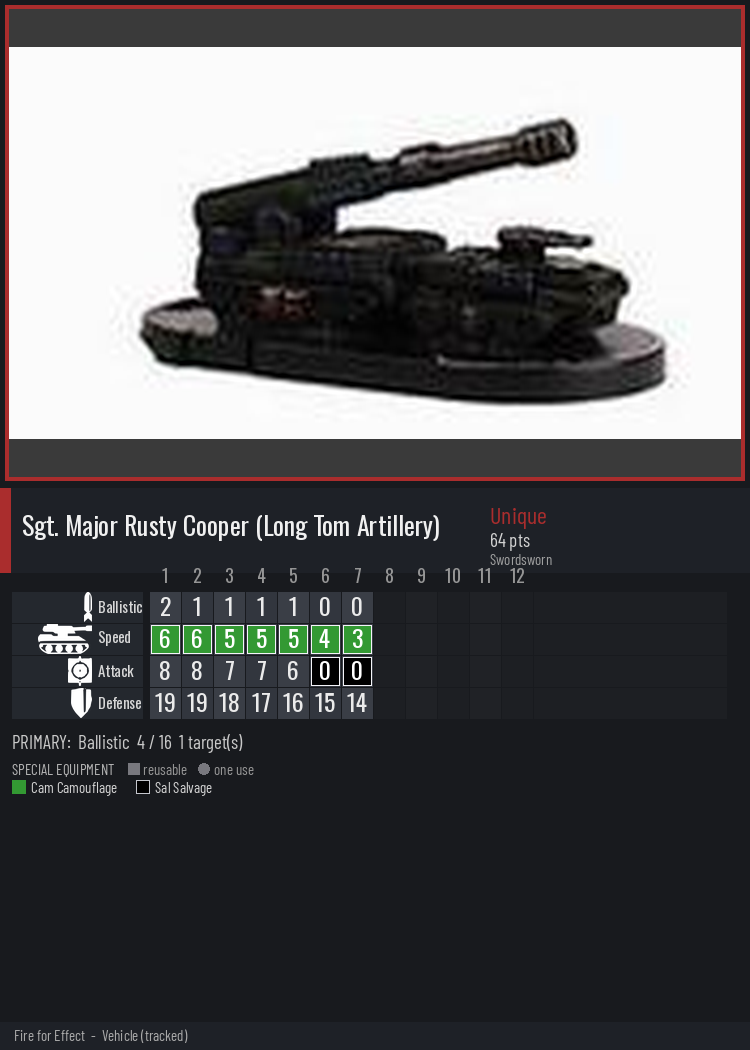 Sgt. Major Rusty Cooper (Long Tom Artillery)
Unique
64 pts
Swordsworn
1 2 3 4 5 6 7 8 9 10 11 12
Ballistic 2 1 1 1 1 0 0
Speed 6 6 5 5 5 4 3
Attack 8 8 7 7 6 0 0
Defense 19 19 18 17 16 15 14
PRIMARY: Ballistic 4 / 16 1 target(s)
SPECIAL EQUIPMENT reusable one use
Cam Camouflage Sal Salvage
Fire for Effect - Vehicle (tracked)